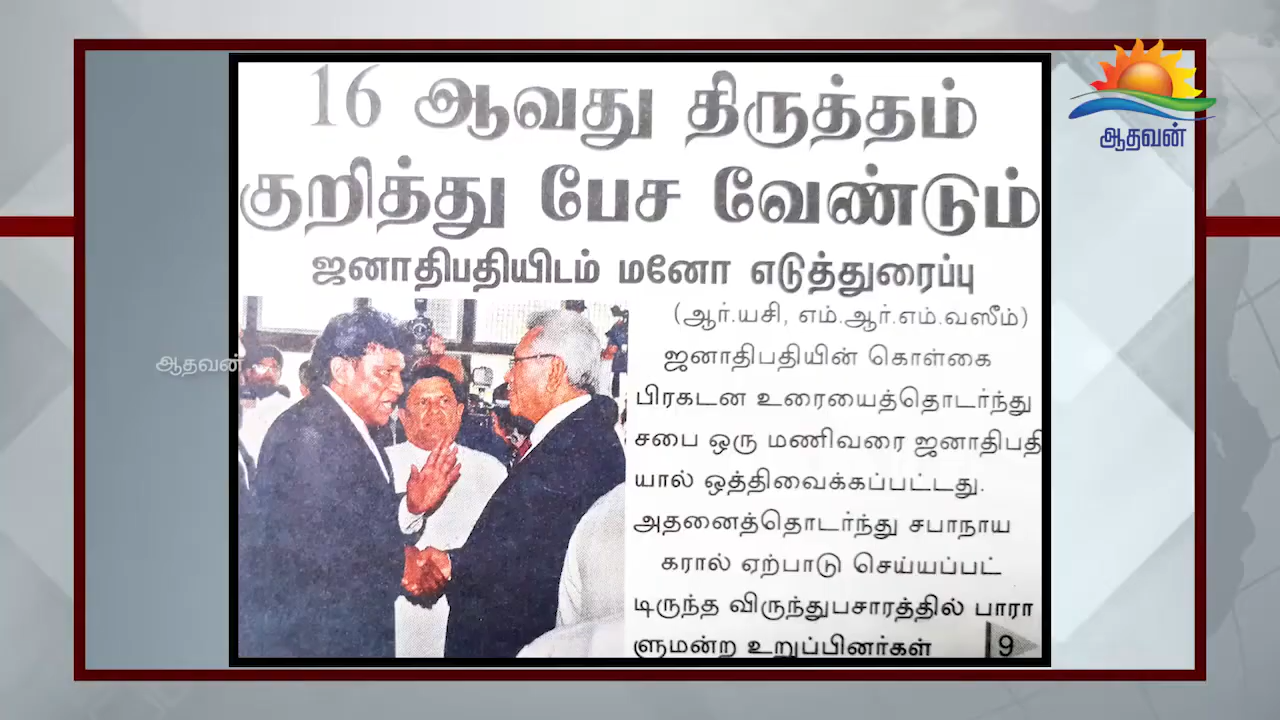 16 ஆவது திருத்தம்
குறித்து பேச வேண்டும்
ஜனாதிபதியிடம் மனோ எடுத்துரைப்பு
(ஆர்.யசி, எம்.ஆர்.எம்.வஸீம்)
ஜனாதிபதியின் கொள்கை
பிரகடன உரையைத்தொடர்ந்து
சபை ஒரு மணிவரை ஜனாதிபதி
யால் ஒத்திவைக்கப்பட்டது.
அதனைத்தொடர்ந்து சபாநாய
கரால் ஏற்பாடு செய்யப்பட்
டிருந்த விருந்துபசாரத்தில் பாரா
ளுமன்ற உறுப்பினர்கள்
9
ஆதவன்
ஆதவன்